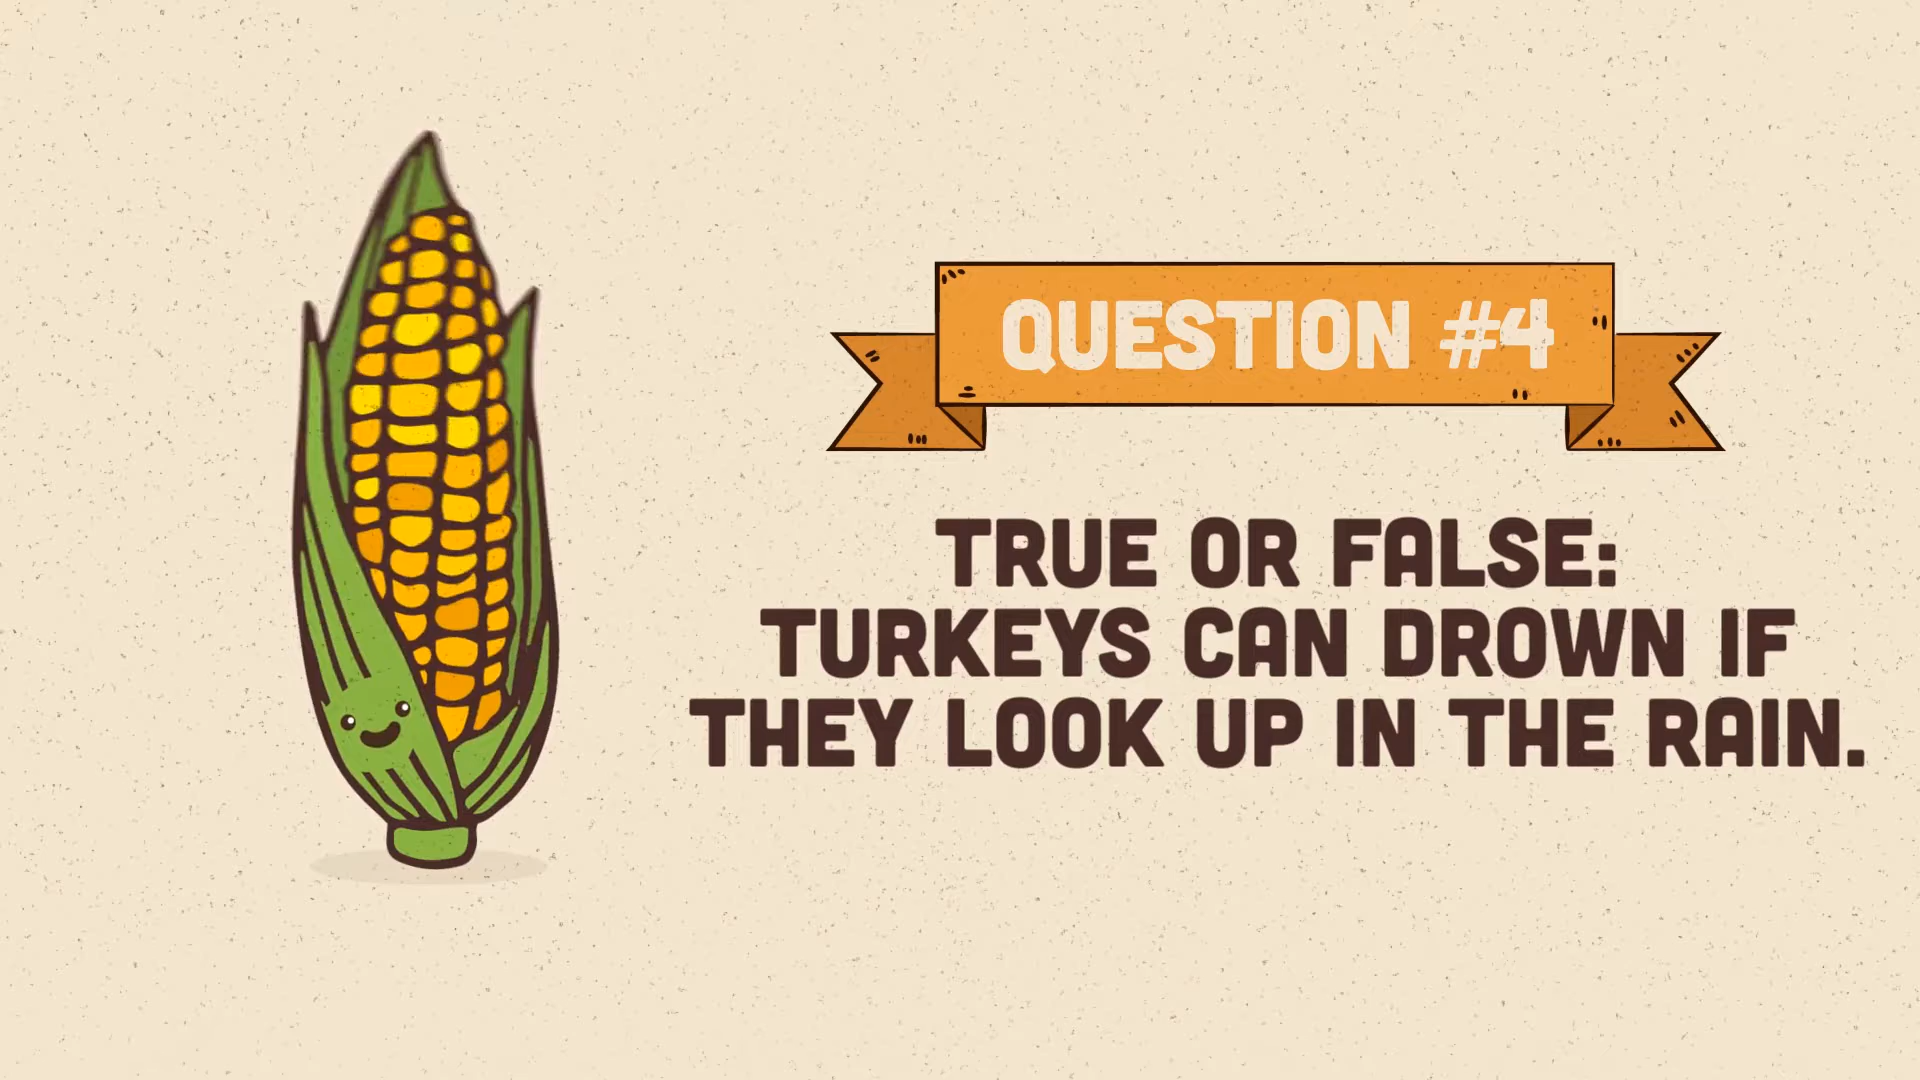 QUESTION #4
TRUE OR FALSE:
TURKEYS CAN DROWN IF
THEY LOOK UP IN THE RAIN.